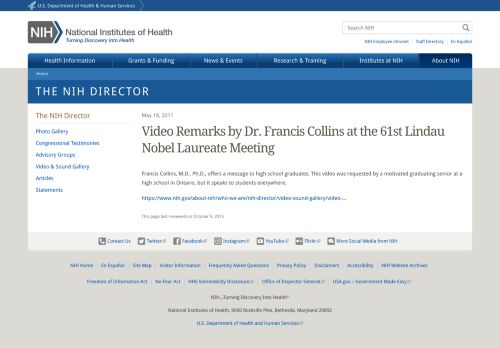 U.S. Department of Health & Human Services
NIH National Institutes of Health
Turning Discovery Into Health
Search NIH
NIH Employee Intranet | Staff Directory | En Español
Health Information | Grants & Funding | News & Events | Research & Training | Institutes at NIH | About NIH
Home
THE NIH DIRECTOR
The NIH Director
Photo Gallery
Congressional Testimonies
Advisory Groups
Video & Sound Gallery
Articles
Statements
May 18, 2011
Video Remarks by Dr. Francis Collins at the 61st Lindau
Nobel Laureate Meeting
Francis Collins, M.D., Ph.D., offers a message to high school graduates. This video was requested by a motivated graduating senior at a
high school in Ontario, but it speaks to students everywhere.
https://www.nih.gov/about-nih/who-we-are/nih-director/video-sound-gallery/video-...
This page last reviewed on October 9, 2015
Contact Us | Twitter | Facebook | Instagram | YouTube | Flickr | More Social Media from NIH
NIH Home | En Español | Site Map | Visitor Information | Frequently Asked Questions | Privacy Policy | Disclaimers | Accessibility | NIH Website Archives
Freedom of Information Act | No Fear Act | HHS Vulnerability Disclosure | Office of Inspector General | USA.gov – Government Made Easy
NIH...Turning Discovery Into Health®
National Institutes of Health, 9000 Rockville Pike, Bethesda, Maryland 20892
U.S. Department of Health and Human Services